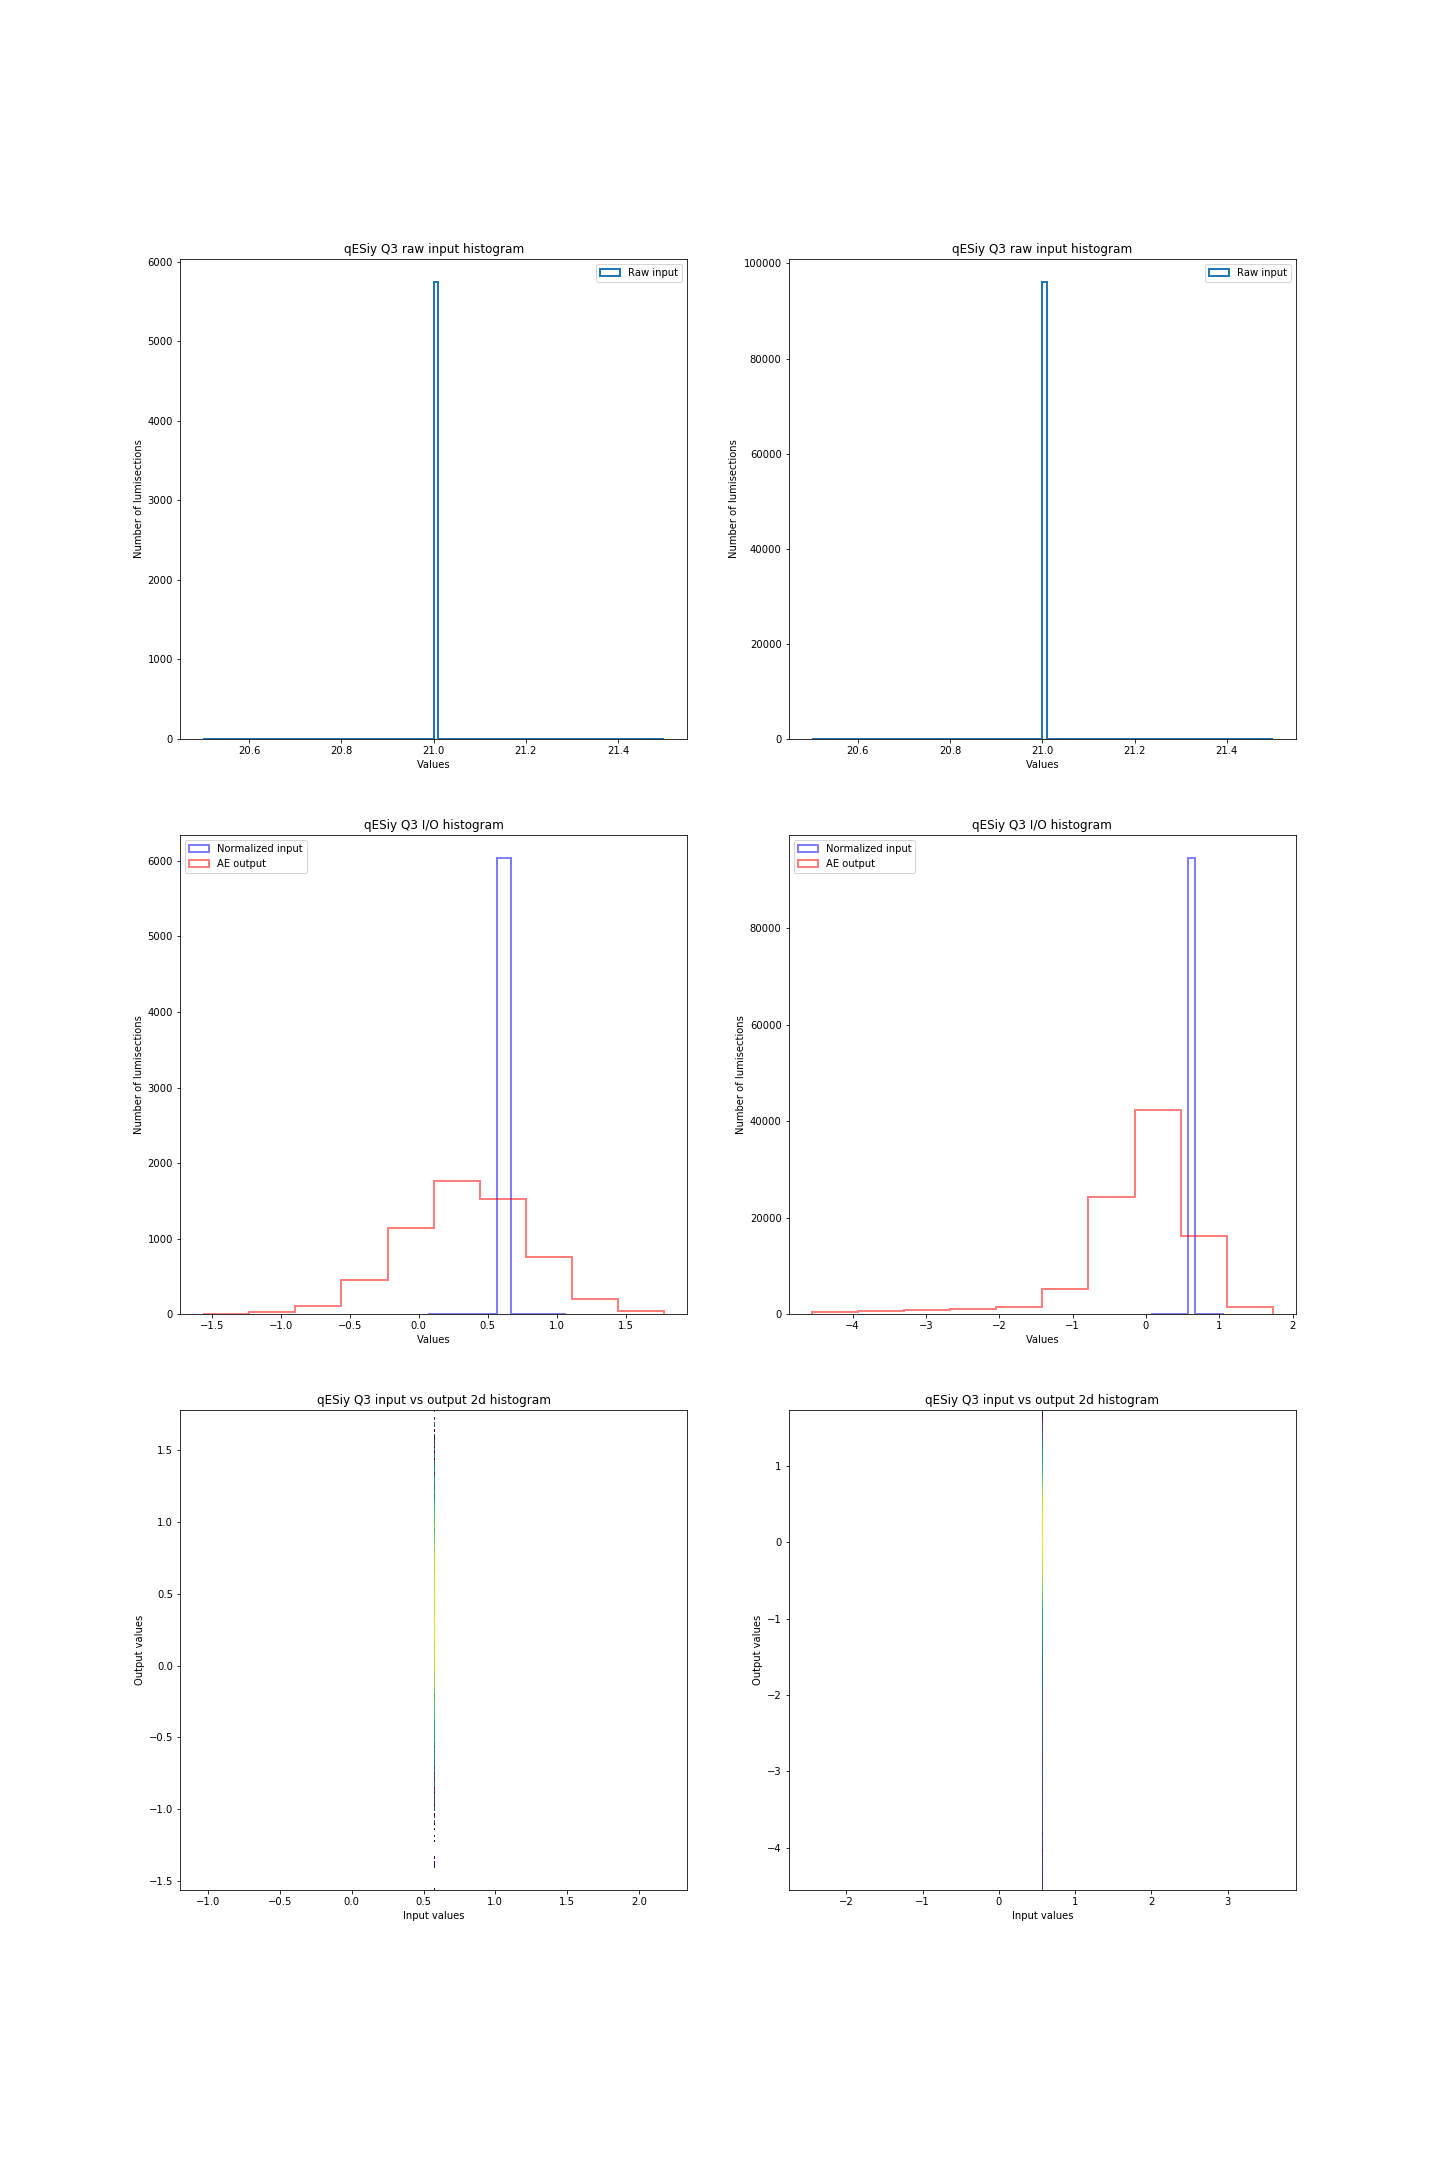 qESiy Q3 raw input histogram
6000
5000
4000
3000
2000
1000
0
Number of lumisections
Raw input
20.6 20.8 21.0 21.2 21.4
Values
qESiy Q3 raw input histogram
100000
80000
60000
40000
20000
0
Number of lumisections
Raw input
20.6 20.8 21.0 21.2 21.4
Values
qESiy Q3 I/O histogram
Normalized input
AE output
6000
5000
4000
3000
2000
1000
0
Number of lumisections
−1.5 −1.0 −0.5 0.0 0.5 1.0 1.5
Values
qESiy Q3 I/O histogram
Normalized input
AE output
80000
60000
40000
20000
0
Number of lumisections
−4 −3 −2 −1 0 1 2
Values
qESiy Q3 input vs output 2d histogram
1.5
1.0
0.5
0.0
−0.5
−1.0
−1.5
Output values
−1.0 −0.5 0.0 0.5 1.0 1.5 2.0
Input values
qESiy Q3 input vs output 2d histogram
1
0
−1
−2
−3
−4
Output values
−2 −1 0 1 2 3
Input values